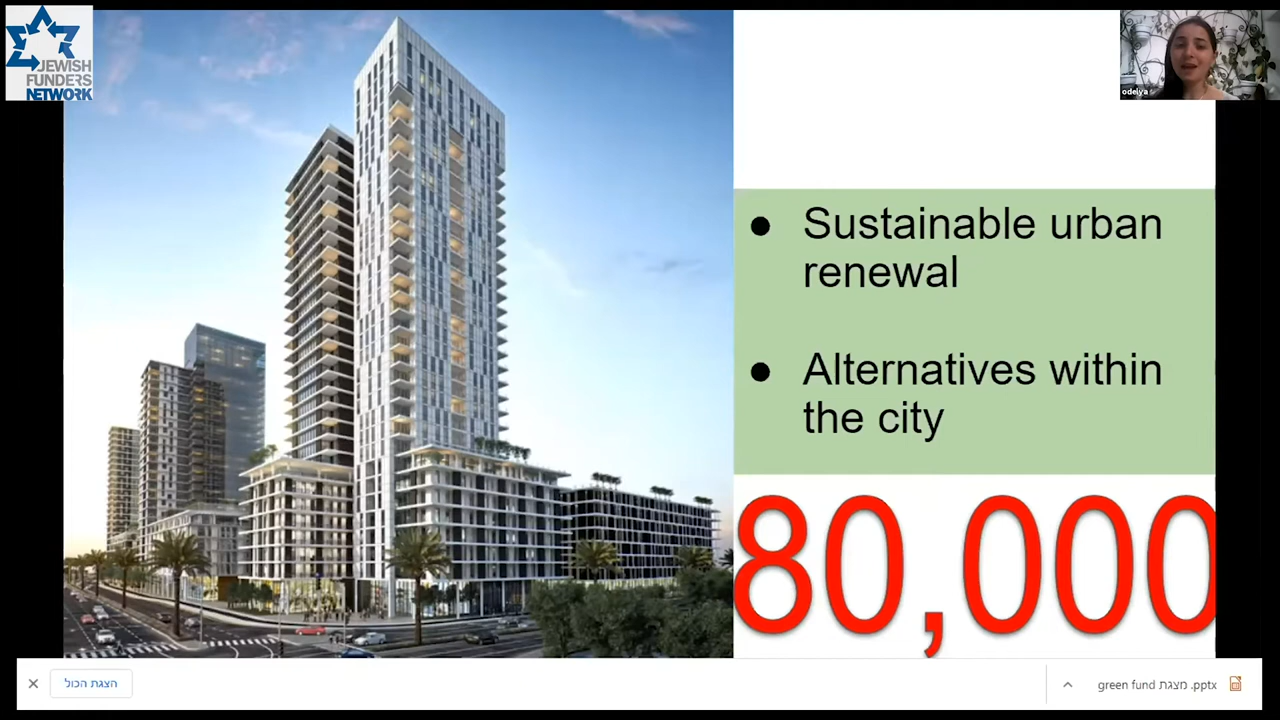 JEWISH
FUNDERS
NETWORK
odelya
Sustainable urban
renewal
Alternatives within
the city
80,000
הצגת הכול
green fund מצגת.pptx